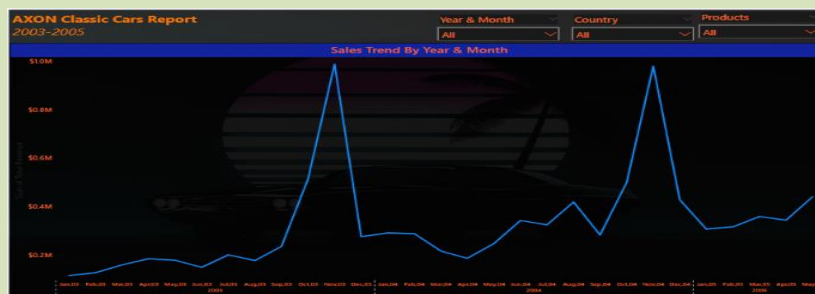 AXON Classic Cars Report
2003-2005
Year & Month
Country
Products
All
All
All
Sales Trend By Year & Month
$1.0M
$0.8M
$0.6M
$0.4M
$0.2M
Jan,03 Feb,03 Mar,03 Apr,03 May,03 Jun,03 Jul,03 Aug,03 Sep,03 Oct,03 Nov,03 Dec,03 Jan,04 Feb,04 Mar,04 Apr,04 May,04 Jun,04 Jul,04 Aug,04 Sep,04 Oct,04 Nov,04 Dec,04 Jan,05 Feb,05 Mar,05 Apr,05 May
2003 2004